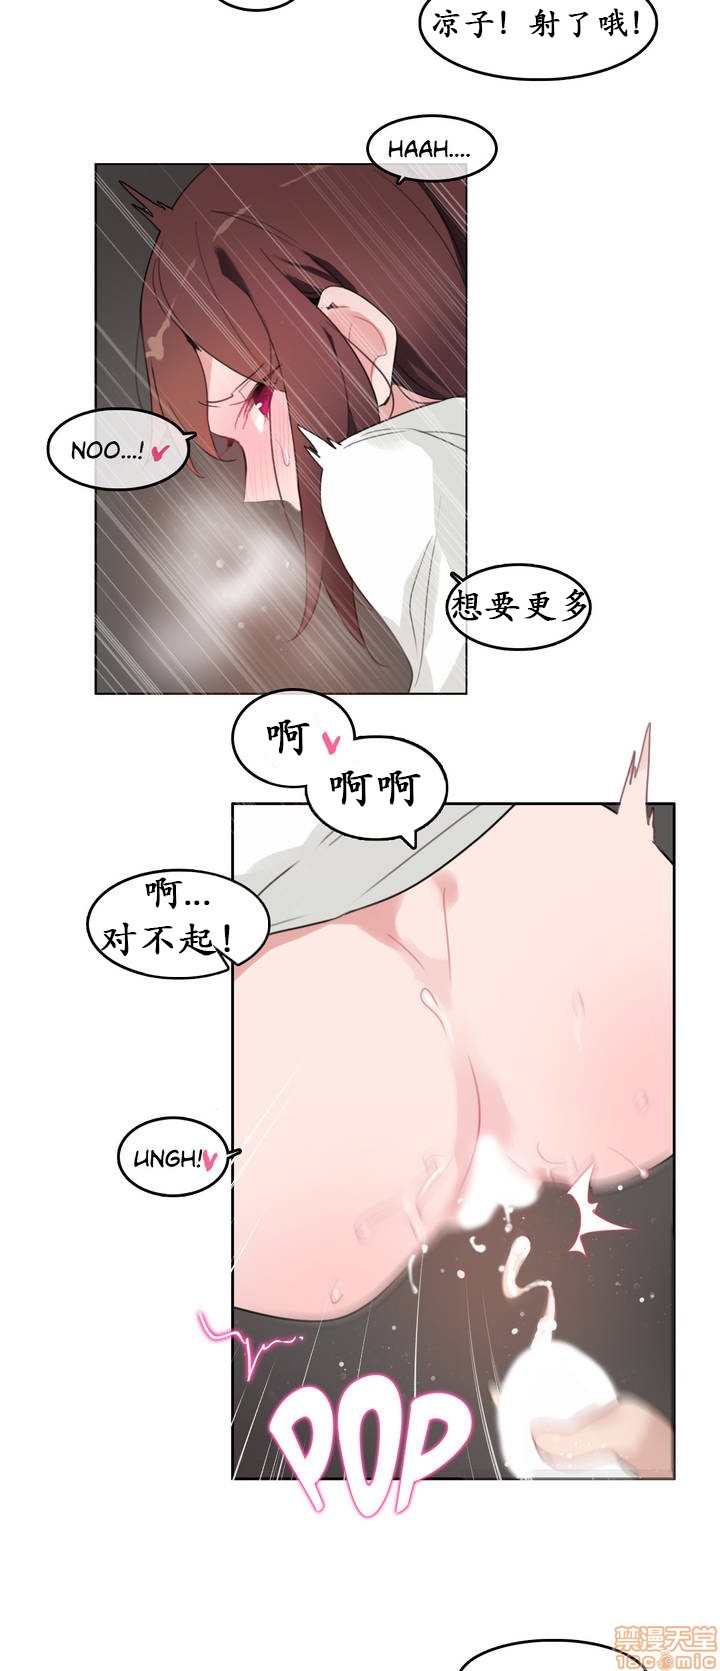 凉子！射了哦！
HAAH....
NOO...!
想要更多
啊
啊啊
啊...
对不起！
UNGH!
POP
禁漫天堂
18comic